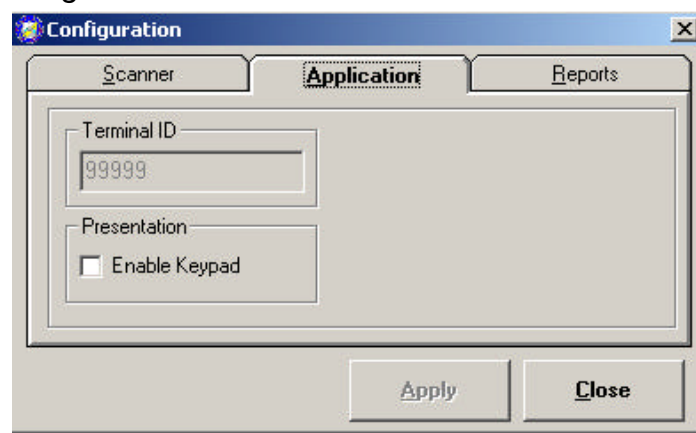 Configuration
Scanner Application Reports
Terminal ID
99999
Presentation
Enable Keypad
Apply Close